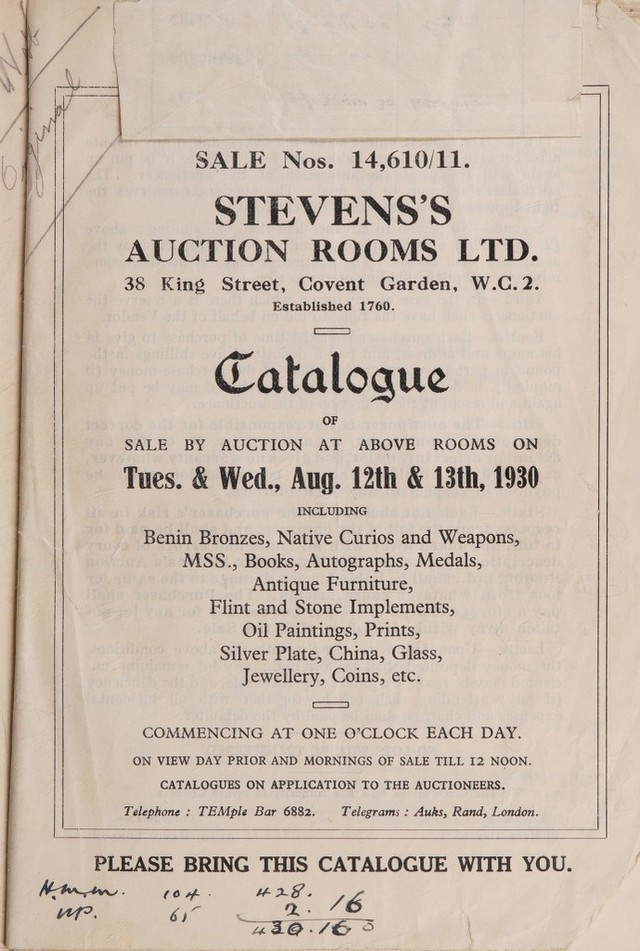 Original
SALE Nos. 14,610/11.
STEVENS'S
AUCTION ROOMS LTD.
38 King Street, Covent Garden, W.C.2.
Established 1760.
Catalogue
OF
SALE BY AUCTION AT ABOVE ROOMS ON
Tues. & Wed., Aug. 12th & 13th, 1930
INCLUDING
Benin Bronzes, Native Curios and Weapons,
MSS., Books, Autographs, Medals,
Antique Furniture,
Flint and Stone Implements,
Oil Paintings, Prints,
Silver Plate, China, Glass,
Jewellery, Coins, etc.
COMMENCING AT ONE O'CLOCK EACH DAY.
ON VIEW DAY PRIOR AND MORNINGS OF SALE TILL 12 NOON.
CATALOGUES ON APPLICATION TO THE AUCTIONEERS.
Telephone : TEMple Bar 6882. Telegrams : Auks, Rand, London.
PLEASE BRING THIS CATALOGUE WITH YOU.
H.m.m. 104. 428.
65 2. 16
430.16